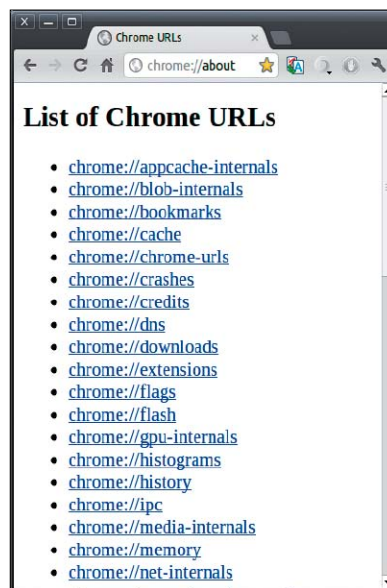 Chrome URLs
chrome://about
List of Chrome URLs
chrome://appcache-internals
chrome://blob-internals
chrome://bookmarks
chrome://cache
chrome://chrome-urls
chrome://crashes
chrome://credits
chrome://dns
chrome://downloads
chrome://extensions
chrome://flags
chrome://flash
chrome://gpu-internals
chrome://histograms
chrome://history
chrome://ipc
chrome://media-internals
chrome://memory
chrome://net-internals